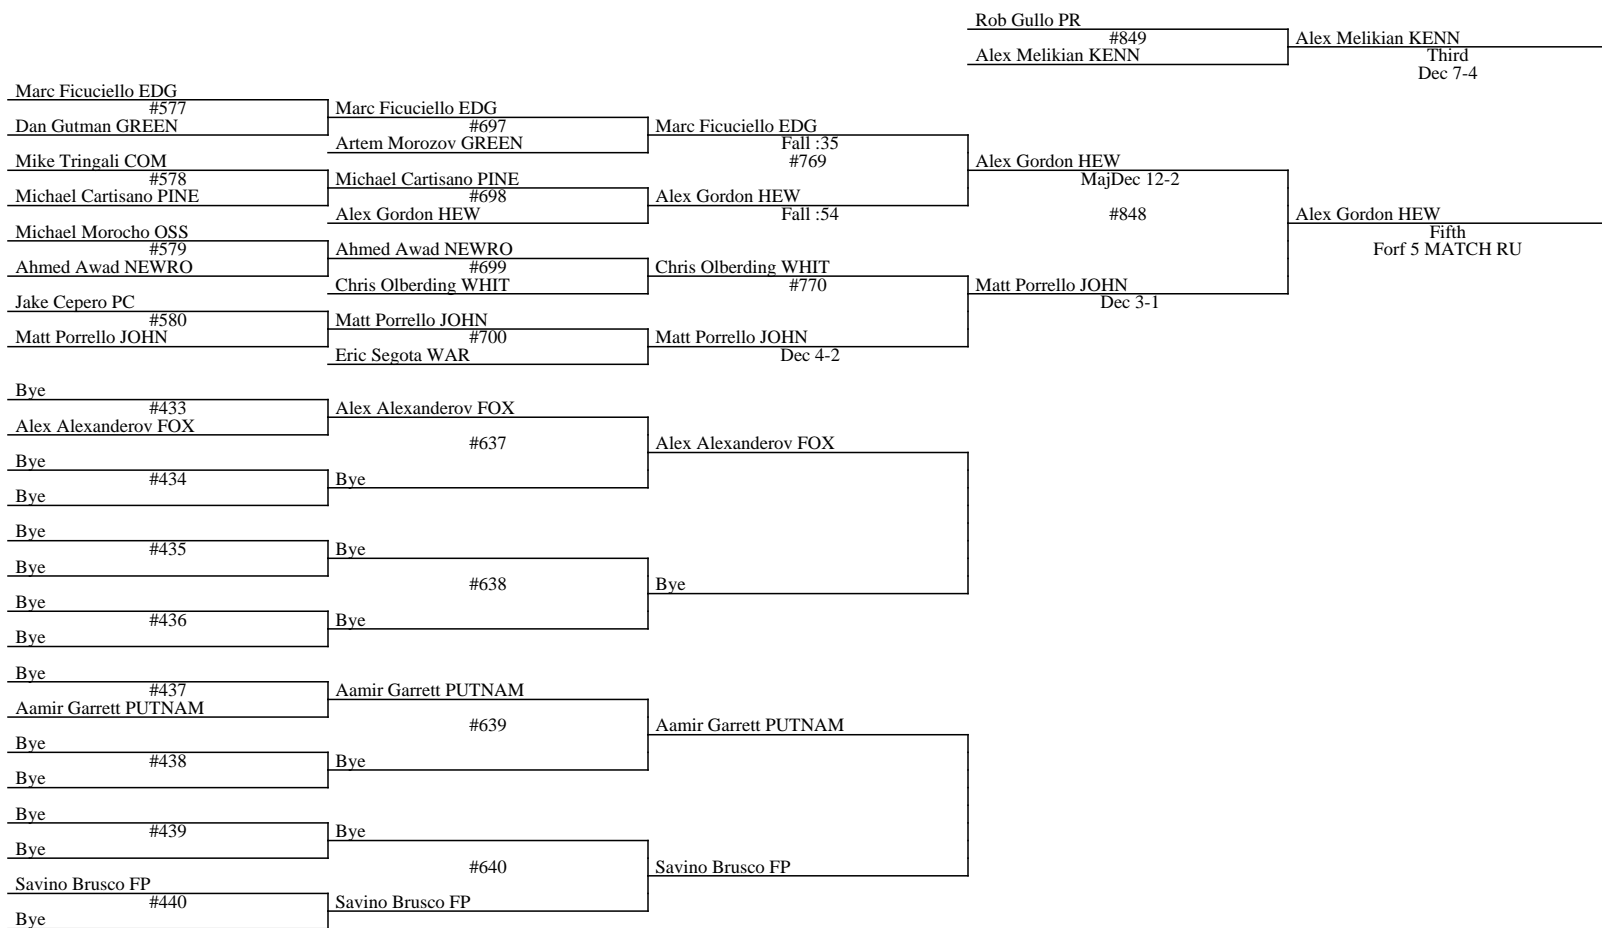 Rob Gullo PR
#849
Alex Melikian KENN
Alex Melikian KENN
Third
Dec 7-4
Marc Ficuciello EDG
#577
Dan Gutman GREEN
Mike Tringali COM
#578
Michael Cartisano PINE
Michael Morocho OSS
#579
Ahmed Awad NEWRO
Jake Cepero PC
#580
Matt Porrello JOHN
Marc Ficuciello EDG
#697
Artem Morozov GREEN
Michael Cartisano PINE
#698
Alex Gordon HEW
Ahmed Awad NEWRO
#699
Chris Olberding WHIT
Matt Porrello JOHN
#700
Eric Segota WAR
Marc Ficuciello EDG
Fall :35
#769
Alex Gordon HEW
Fall :54
Chris Olberding WHIT
#770
Matt Porrello JOHN
Dec 4-2
Alex Gordon HEW
MajDec 12-2
#848
Matt Porrello JOHN
Dec 3-1
Alex Gordon HEW
Fifth
Forf 5 MATCH RU
Bye
#433
Alex Alexanderov FOX
Bye
#434
Bye
Bye
#435
Bye
Bye
#436
Bye
Bye
#437
Aamir Garrett PUTNAM
Bye
#438
Bye
Bye
#439
Bye
Savino Brusco FP
#440
Bye
Alex Alexanderov FOX
#637
Bye
Bye
#638
Bye
Aamir Garrett PUTNAM
#639
Bye
Bye
#640
Savino Brusco FP
Alex Alexanderov FOX
Bye
Aamir Garrett PUTNAM
Savino Brusco FP